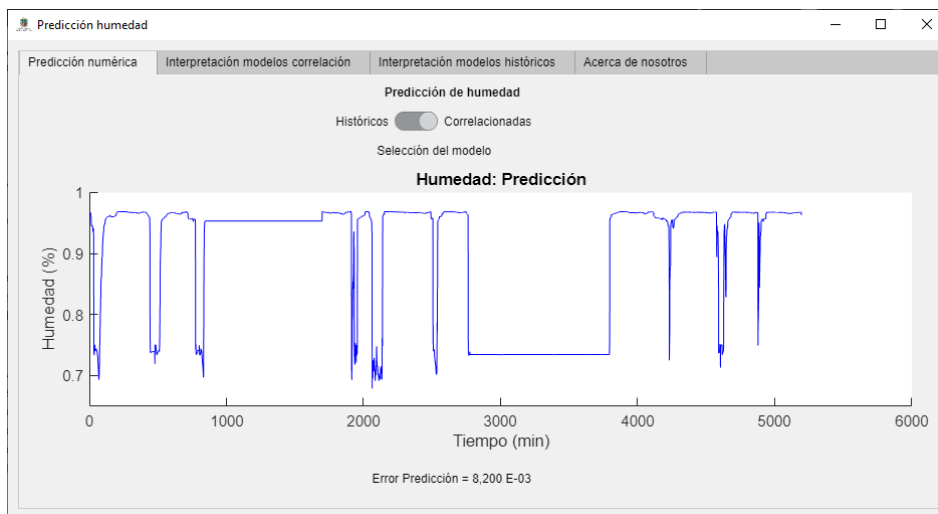 Predicción humedad
Predicción numérica Interpretación modelos correlación Interpretación modelos históricos Acerca de nosotros
Predicción de humedad
Históricos Correlacionadas
Selección del modelo
Humedad: Predicción
1
0.9
0.8
0.7
Humedad (%)
0 1000 2000 3000 4000 5000 6000
Tiempo (min)
Error Predicción = 8,200 E-03